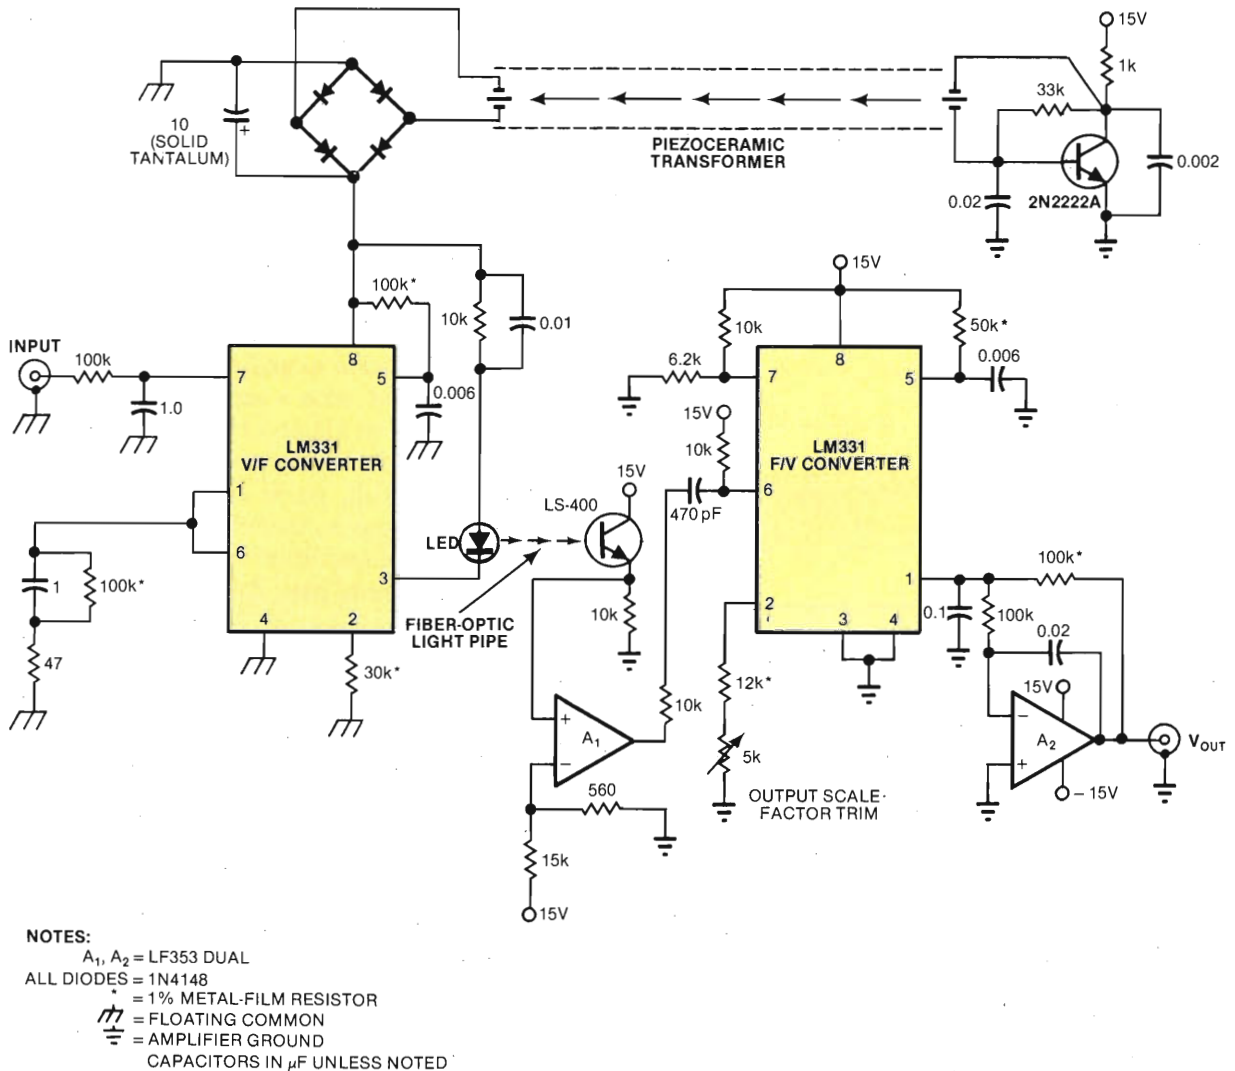 15V
1k
33k
10
(SOLID
TANTALUM)
+
PIEZOCERAMIC
TRANSFORMER
0.002
0.02
2N2222A
15V
100k*
10k
0.01
10k
50k*
INPUT
100k
8
7
5
0.006
1.0
6.2k
8
7
5
0.006
15V
10k
LM331
V/F CONVERTER
LM331
F/V CONVERTER
1
6
3
4
2
LS-400
15V
470 pF
6
LED
1
100k*
47
30k*
FIBER-OPTIC
LIGHT PIPE
10k
2
1
3
4
100k*
0.1
100k
0.02
12k*
10k
5k
15V
+
A1
−
−
A2
+
VOUT
− 15V
560
OUTPUT SCALE-
FACTOR TRIM
15k
15V
NOTES:
A1, A2 = LF353 DUAL
ALL DIODES = 1N4148
* = 1% METAL-FILM RESISTOR
= FLOATING COMMON
= AMPLIFIER GROUND
CAPACITORS IN μF UNLESS NOTED